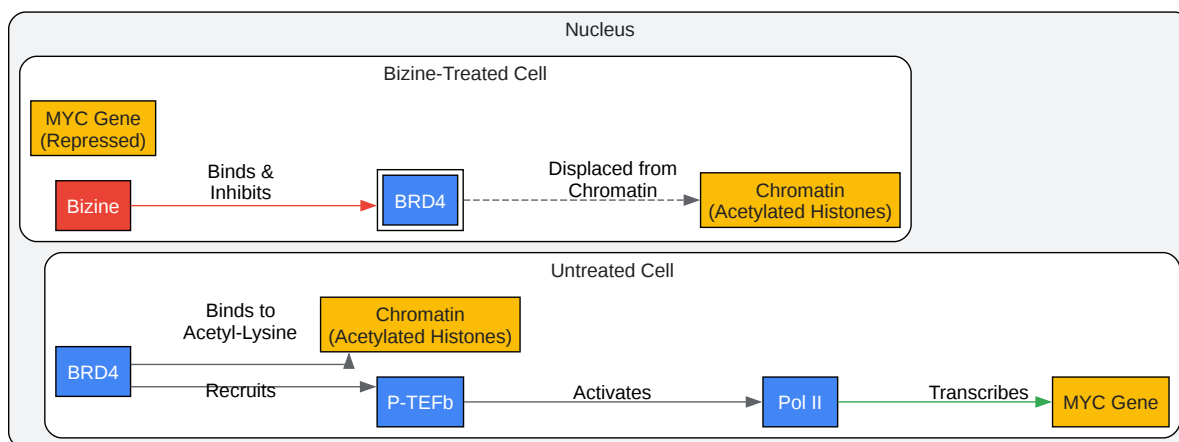 Nucleus
Bizine-Treated Cell
MYC Gene
(Repressed)
Binds &
Inhibits
Displaced from
Chromatin
Bizine
BRD4
Chromatin
(Acetylated Histones)
Untreated Cell
Binds to
Acetyl-Lysine
Chromatin
(Acetylated Histones)
BRD4
Recruits
P-TEFb
Activates
Pol II
Transcribes
MYC Gene